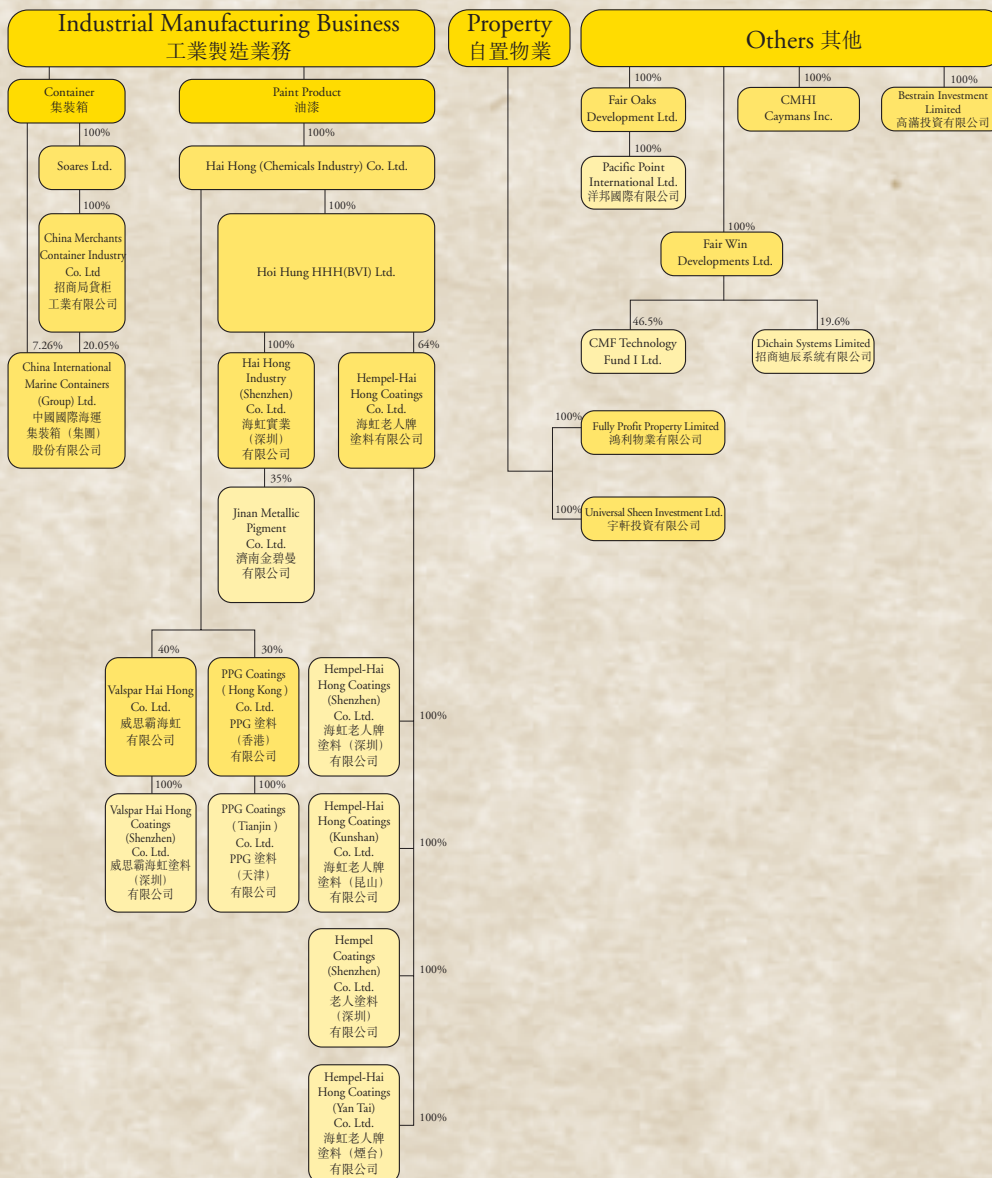 Industrial Manufacturing Business
工業製造業務
Property
自置物業
Others 其他
Container
集裝箱
Paint Product
油漆
100%
Soares Ltd.
100%
China Merchants
Container Industry
Co. Ltd
招商局貨柜
工業有限公司
7.26%
20.05%
China International
Marine Containers
(Group) Ltd.
中國國際海運
集裝箱（集團）
股份有限公司
100%
Hai Hong (Chemicals Industry) Co. Ltd.
100%
Hoi Hung HHH(BVI) Ltd.
100%
Hai Hong
Industry
(Shenzhen)
Co. Ltd.
海虹實業
（深圳）
有限公司
64%
Hempel-Hai
Hong Coatings
Co. Ltd.
海虹老人牌
塗料有限公司
35%
Jinan Metallic
Pigment
Co. Ltd.
濟南金碧曼
有限公司
40%
Valspar Hai Hong
Co. Ltd.
威思霸海虹
有限公司
30%
PPG Coatings
( Hong Kong )
Co. Ltd.
PPG 塗料
（香港）
有限公司
Hempel-Hai
Hong Coatings
(Shenzhen)
Co. Ltd.
海虹老人牌
塗料（深圳）
有限公司
100%
100%
Valspar Hai Hong
Coatings
(Shenzhen)
Co. Ltd.
威思霸海虹塗料
（深圳）
有限公司
100%
PPG Coatings
( Tianjin )
Co. Ltd.
PPG 塗料
（天津）
有限公司
Hempel-Hai
Hong Coatings
(Kunshan)
Co. Ltd.
海虹老人牌
塗料（昆山）
有限公司
100%
Hempel
Coatings
(Shenzhen)
Co. Ltd.
老人塗料
（深圳）
有限公司
100%
Hempel-Hai
Hong Coatings
(Yan Tai)
Co. Ltd.
海虹老人牌
塗料（煙台）
有限公司
100%
100%
Fully Profit Property Limited
鴻利物業有限公司
100%
Universal Sheen Investment Ltd.
宇軒投資有限公司
100%
Fair Oaks
Development Ltd.
100%
Pacific Point
International Ltd.
洋邦國際有限公司
100%
Fair Win
Developments Ltd.
46.5%
CMF Technology
Fund I Ltd.
19.6%
Dichain Systems Limited
招商迪辰系統有限公司
100%
CMHI
Caymans Inc.
100%
Bestrain Investment
Limited
高滿投資有限公司